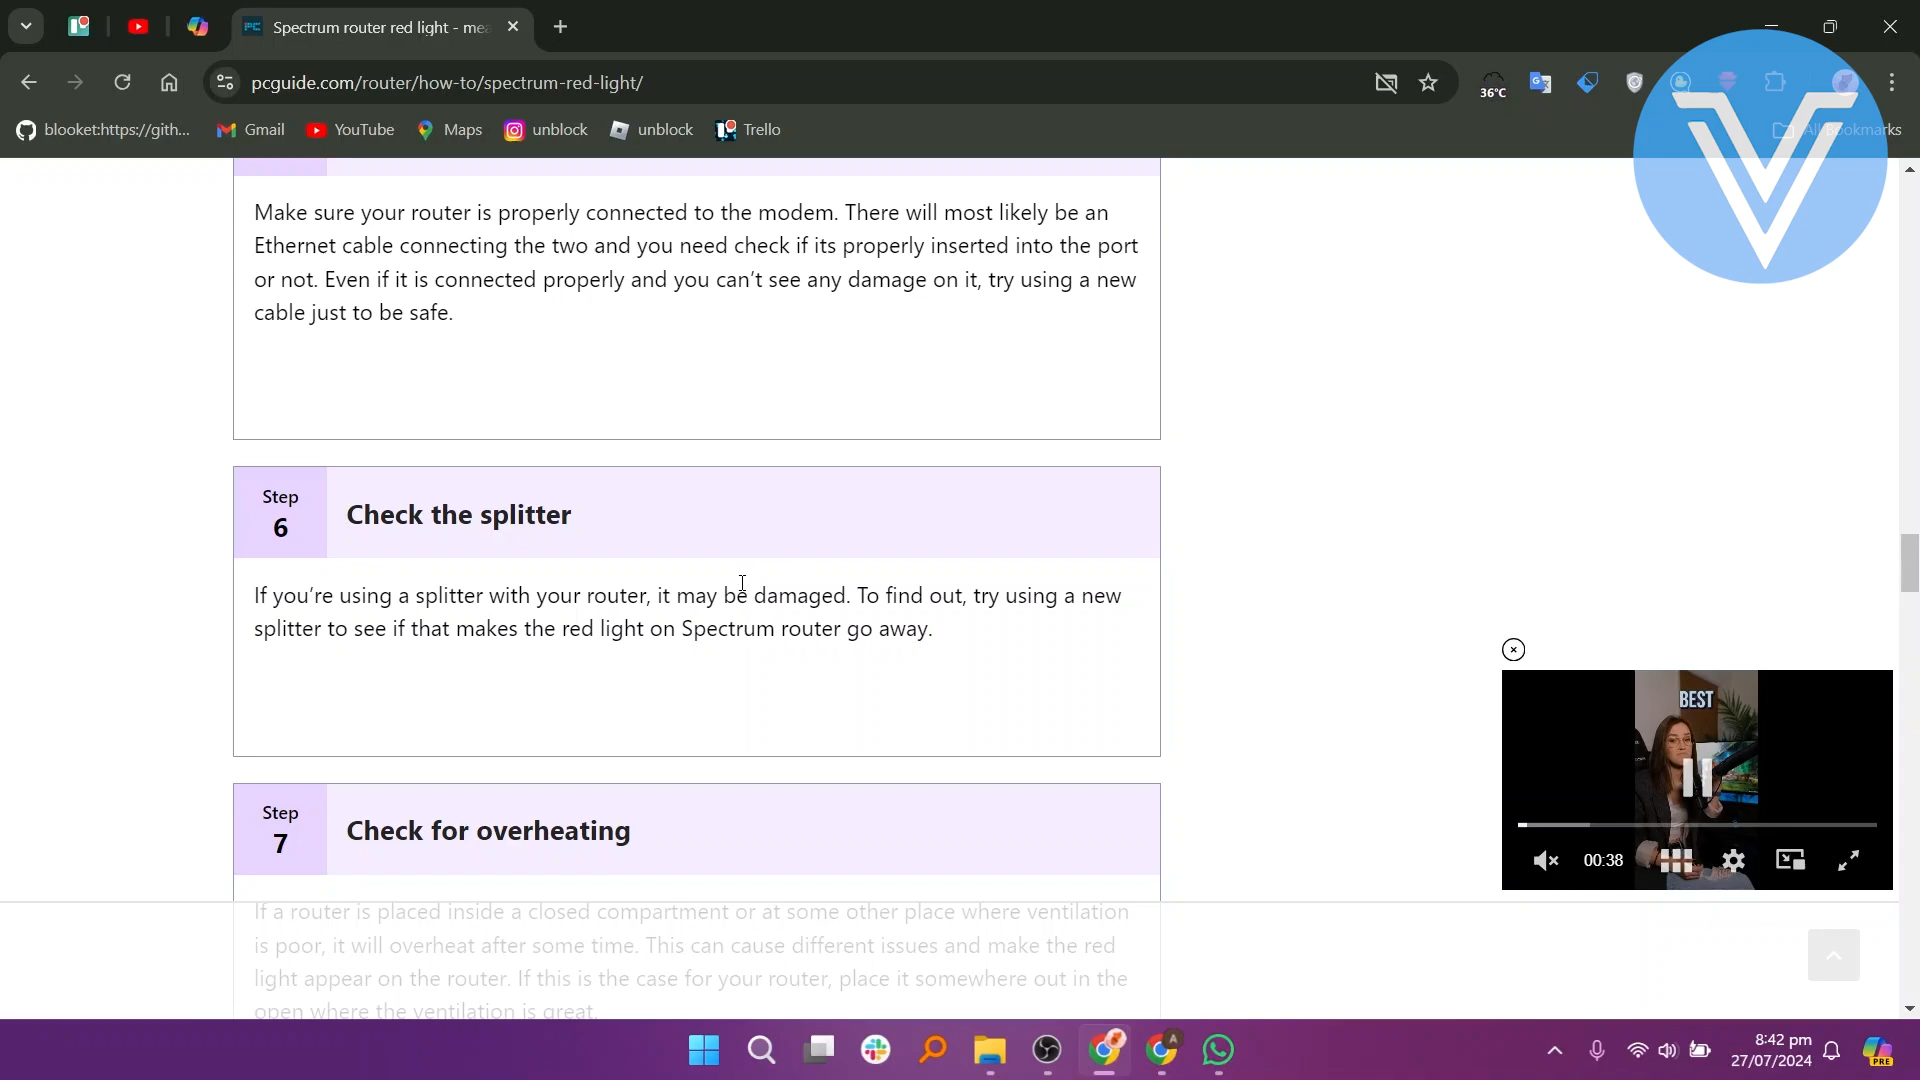 Spectrum router red light - mea
pcguide.com/router/how-to/spectrum-red-light/
36°C
blooket:https://gith...
Gmail
YouTube
Maps
unblock
unblock
Trello
All Bookmarks
Make sure your router is properly connected to the modem. There will most likely be an
Ethernet cable connecting the two and you need check if its properly inserted into the port
or not. Even if it is connected properly and you can’t see any damage on it, try using a new
cable just to be safe.
Step
6
Check the splitter
If you’re using a splitter with your router, it may be damaged. To find out, try using a new
splitter to see if that makes the red light on Spectrum router go away.
Step
7
Check for overheating
If a router is placed inside a closed compartment or at some other place where ventilation
is poor, it will overheat after some time. This can cause different issues and make the red
light appear on the router. If this is the case for your router, place it somewhere out in the
open where the ventilation is great.
BEST
00:38
8:42 pm
27/07/2024
A
PRE